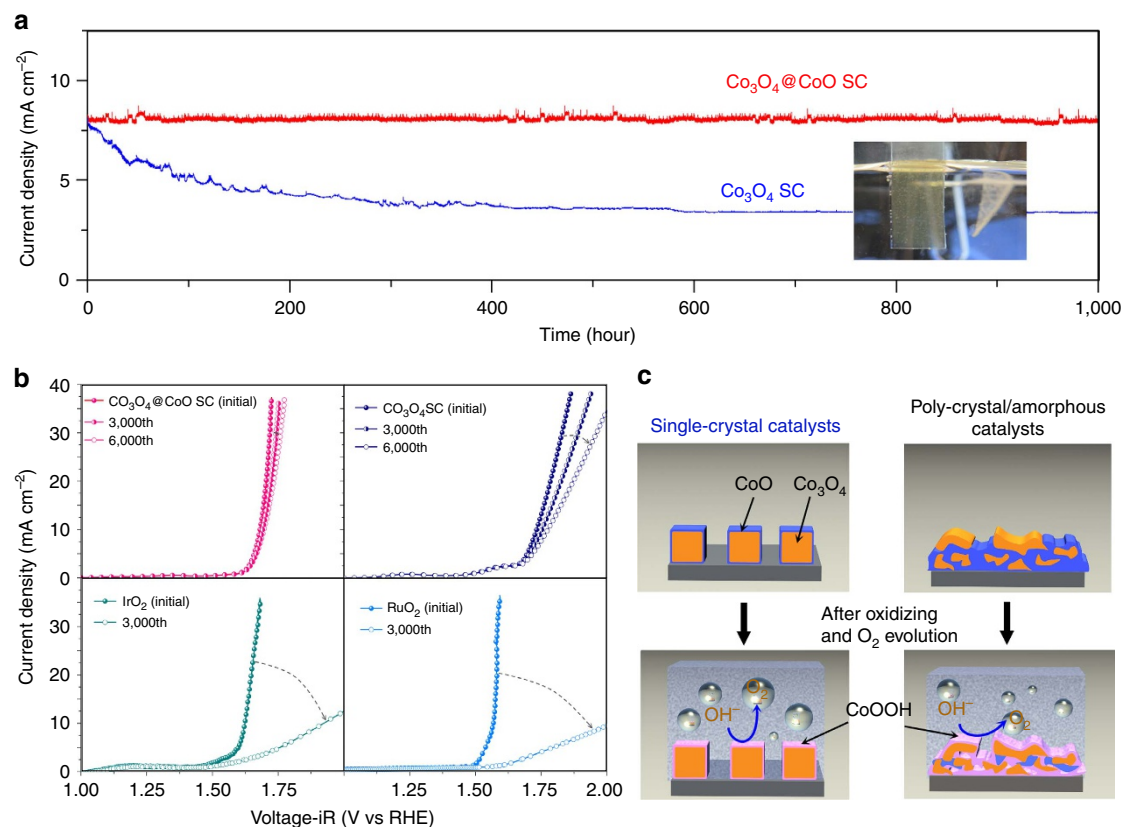 a
Current density (mA cm⁻²)
10
5
0
Co₃O₄@CoO SC
Co₃O₄ SC
0
200
400
600
800
1,000
Time (hour)
b
Current density (mA cm⁻²)
40
30
20
10
0
CO₃O₄@CoO SC (initial)
3,000th
6,000th
CO₃O₄SC (initial)
3,000th
6,000th
30
20
10
0
IrO₂ (initial)
3,000th
RuO₂ (initial)
3,000th
1.00
1.25
1.50
1.75
1.25
1.50
1.75
2.00
Voltage-iR (V vs RHE)
c
Single-crystal catalysts
Poly-crystal/amorphous
catalysts
CoO
Co₃O₄
After oxidizing
and O₂ evolution
O₂
OH⁻
CoOOH
OH⁻
O₂